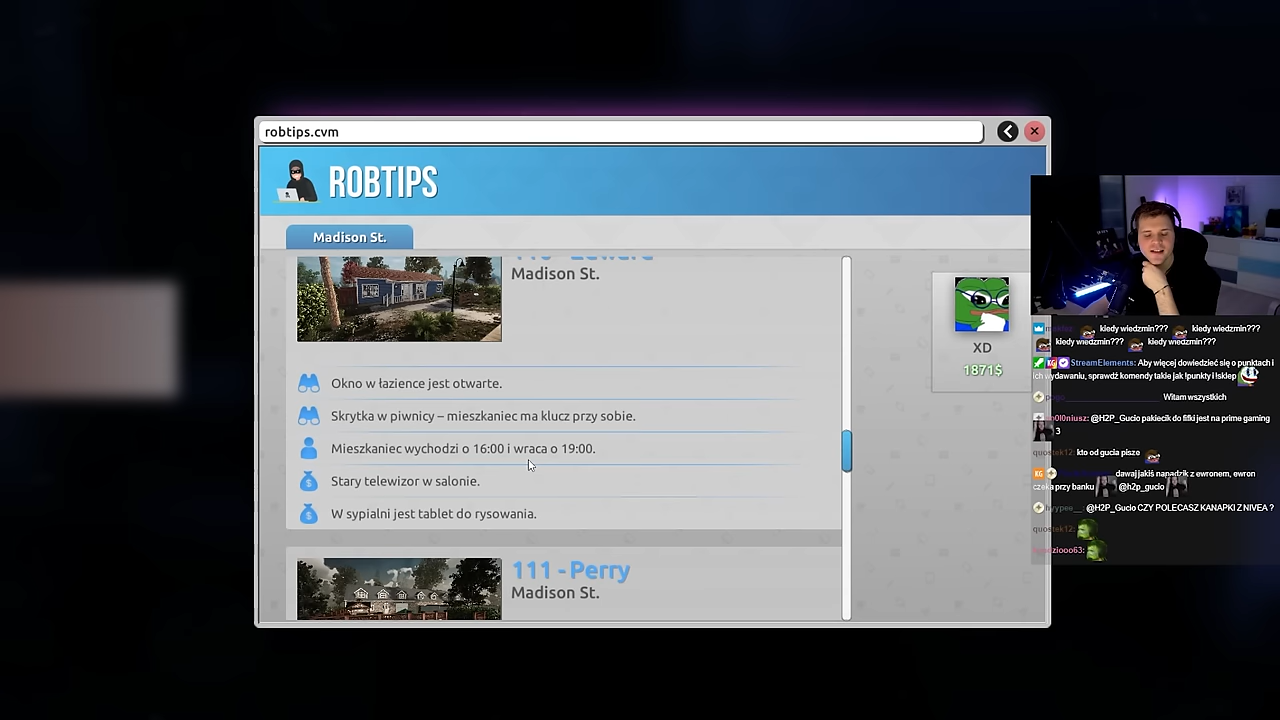 robtips.cvm
ROBTIPS
Madison St.
Madison St.
Okno w łazience jest otwarte.
Skrytka w piwnicy – mieszkaniec ma klucz przy sobie.
Mieszkaniec wychodzi o 16:00 i wraca o 19:00.
Stary telewizor w salonie.
W sypialni jest tablet do rysowania.
111 - Perry
Madison St.
XD
1871$
kiedy wiedzmin??? kiedy wiedzmin???
kiedy wiedzmin??? kiedy wiedzmin???
StreamElements: Aby więcej dowiedzieć się o punktach i
ich wydawaniu, sprawdź komendy takie jak !punkty i !sklep
Witam wszystkich
@H2P_Gucio pakiecik do fifki jest na prime gaming
3
quostek12: kto od gucia pisze
dawaj jakiś napadzik z ewronem, ewron
czeka przy banku @h2p_gucio
@H2P_Gucio CZY POLECASZ KANAPKI Z NIVEA ?
quostek12: